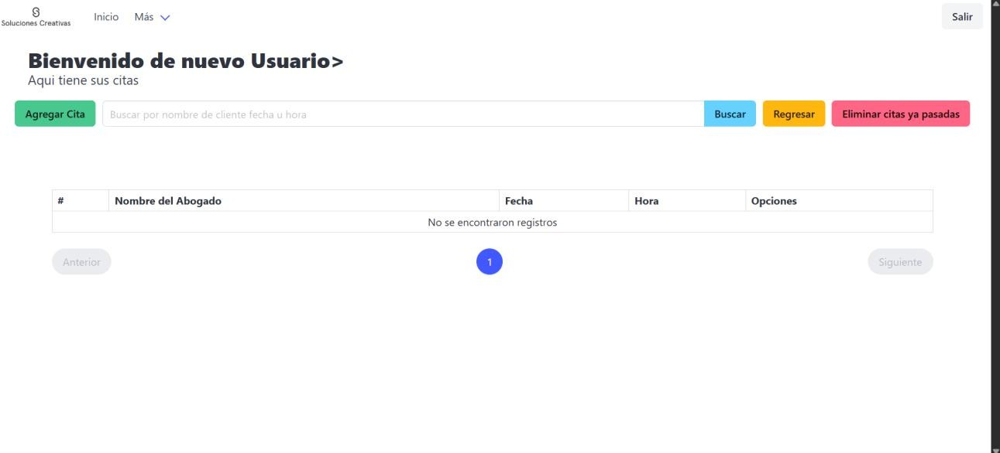 Soluciones Creativas
Inicio Más Salir
Bienvenido de nuevo Usuario>
Aqui tiene sus citas
Agregar Cita Buscar por nombre de cliente fecha u hora Buscar Regresar Eliminar citas ya pasadas
# Nombre del Abogado Fecha Hora Opciones
No se encontraron registros
Anterior 1 Siguiente